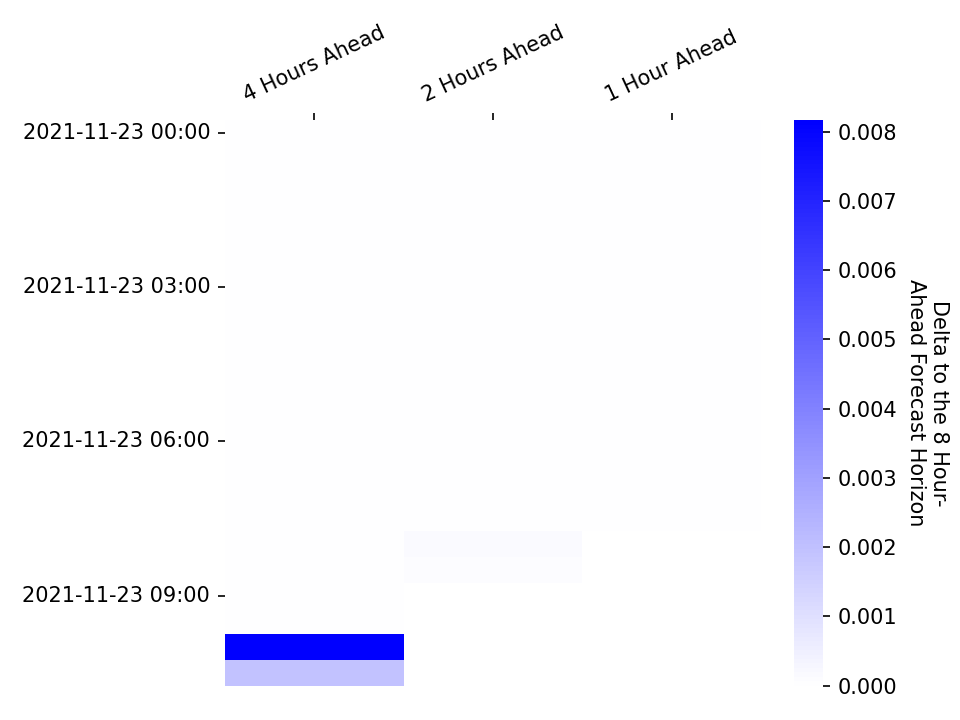 4 Hours Ahead
2 Hours Ahead
1 Hour Ahead
2021-11-23 00:00
2021-11-23 03:00
2021-11-23 06:00
2021-11-23 09:00
0.008
0.007
0.006
0.005
0.004
0.003
0.002
0.001
0.000
Delta to the 8 Hour-
Ahead Forecast Horizon